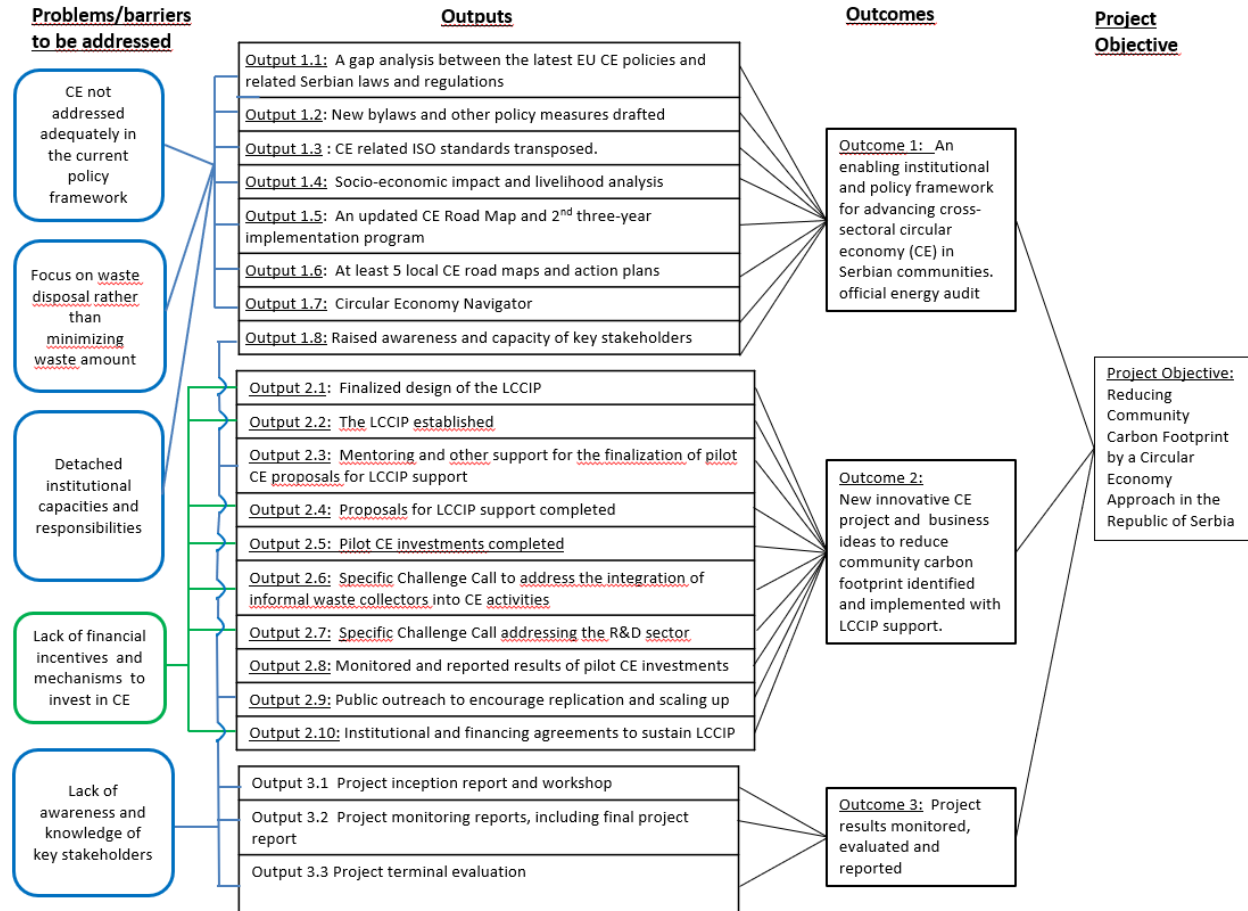 Problems/barriers
to be addressed
Outputs
Outcomes
Project
Objective
CE not
addressed
adequately in
the current
policy
framework
Focus on waste
disposal rather
than
minimizing
waste amount
Detached
institutional
capacities and
responsibilities
Lack of financial
incentives and
mechanisms to
invest in CE
Lack of
awareness and
knowledge of
key stakeholders
Output 1.1: A gap analysis between the latest EU CE policies and
related Serbian laws and regulations
Output 1.2: New bylaws and other policy measures drafted
Output 1.3 : CE related ISO standards transposed.
Output 1.4: Socio-economic impact and livelihood analysis
Output 1.5: An updated CE Road Map and 2nd three-year
implementation program
Output 1.6: At least 5 local CE road maps and action plans
Output 1.7: Circular Economy Navigator
Output 1.8: Raised awareness and capacity of key stakeholders
Output 2.1: Finalized design of the LCCIP
Output 2.2: The LCCIP established
Output 2.3: Mentoring and other support for the finalization of pilot
CE proposals for LCCIP support
Output 2.4: Proposals for LCCIP support completed
Output 2.5: Pilot CE investments completed
Output 2.6: Specific Challenge Call to address the integration of
informal waste collectors into CE activities
Output 2.7: Specific Challenge Call addressing the R&D sector
Output 2.8: Monitored and reported results of pilot CE investments
Output 2.9: Public outreach to encourage replication and scaling up
Output 2.10: Institutional and financing agreements to sustain LCCIP
Output 3.1 Project inception report and workshop
Output 3.2 Project monitoring reports, including final project
report
Output 3.3 Project terminal evaluation
Outcome 1: An
enabling institutional
and policy framework
for advancing cross-
sectoral circular
economy (CE) in
Serbian communities.
official energy audit
Outcome 2:
New innovative CE
project and business
ideas to reduce
community carbon
footprint identified
and implemented with
LCCIP support.
Outcome 3: Project
results monitored,
evaluated and
reported
Project Objective:
Reducing
Community
Carbon Footprint
by a Circular
Economy
Approach in the
Republic of Serbia